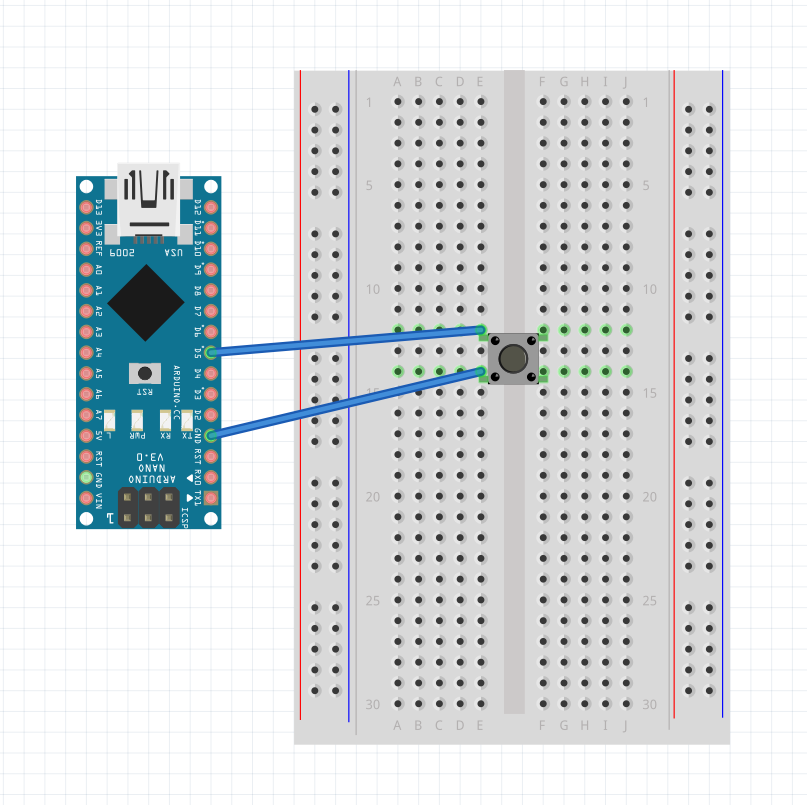 A B C D E F G H I J
1 1
5 5
10 10
15 15
20 20
25 25
30 30
A B C D E F G H I J
D13 D12
3V3 D11
REF D10
A0 D9
A1 D8
A2 D7
A3 D6
A4 D5
A5 D4
A6 D3
A7 D2
5V GND
RST RST
GND RX0
VIN TX1
USA
2009
RST
ARDUINO.CC
TX RX PWR L
ARDUINO
NANO
V3.0
ICSP
1